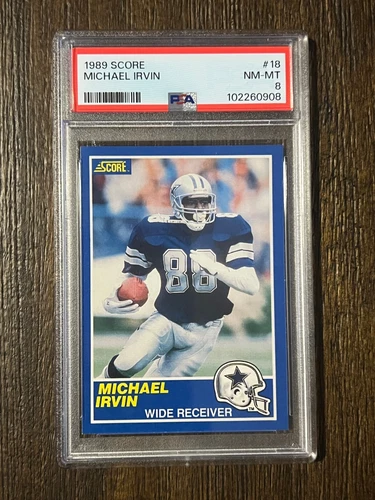 1989 SCORE #18
MICHAEL IRVIN NM-MT
8
PSA 102260908
SCORE
88
MICHAEL
IRVIN
WIDE RECEIVER